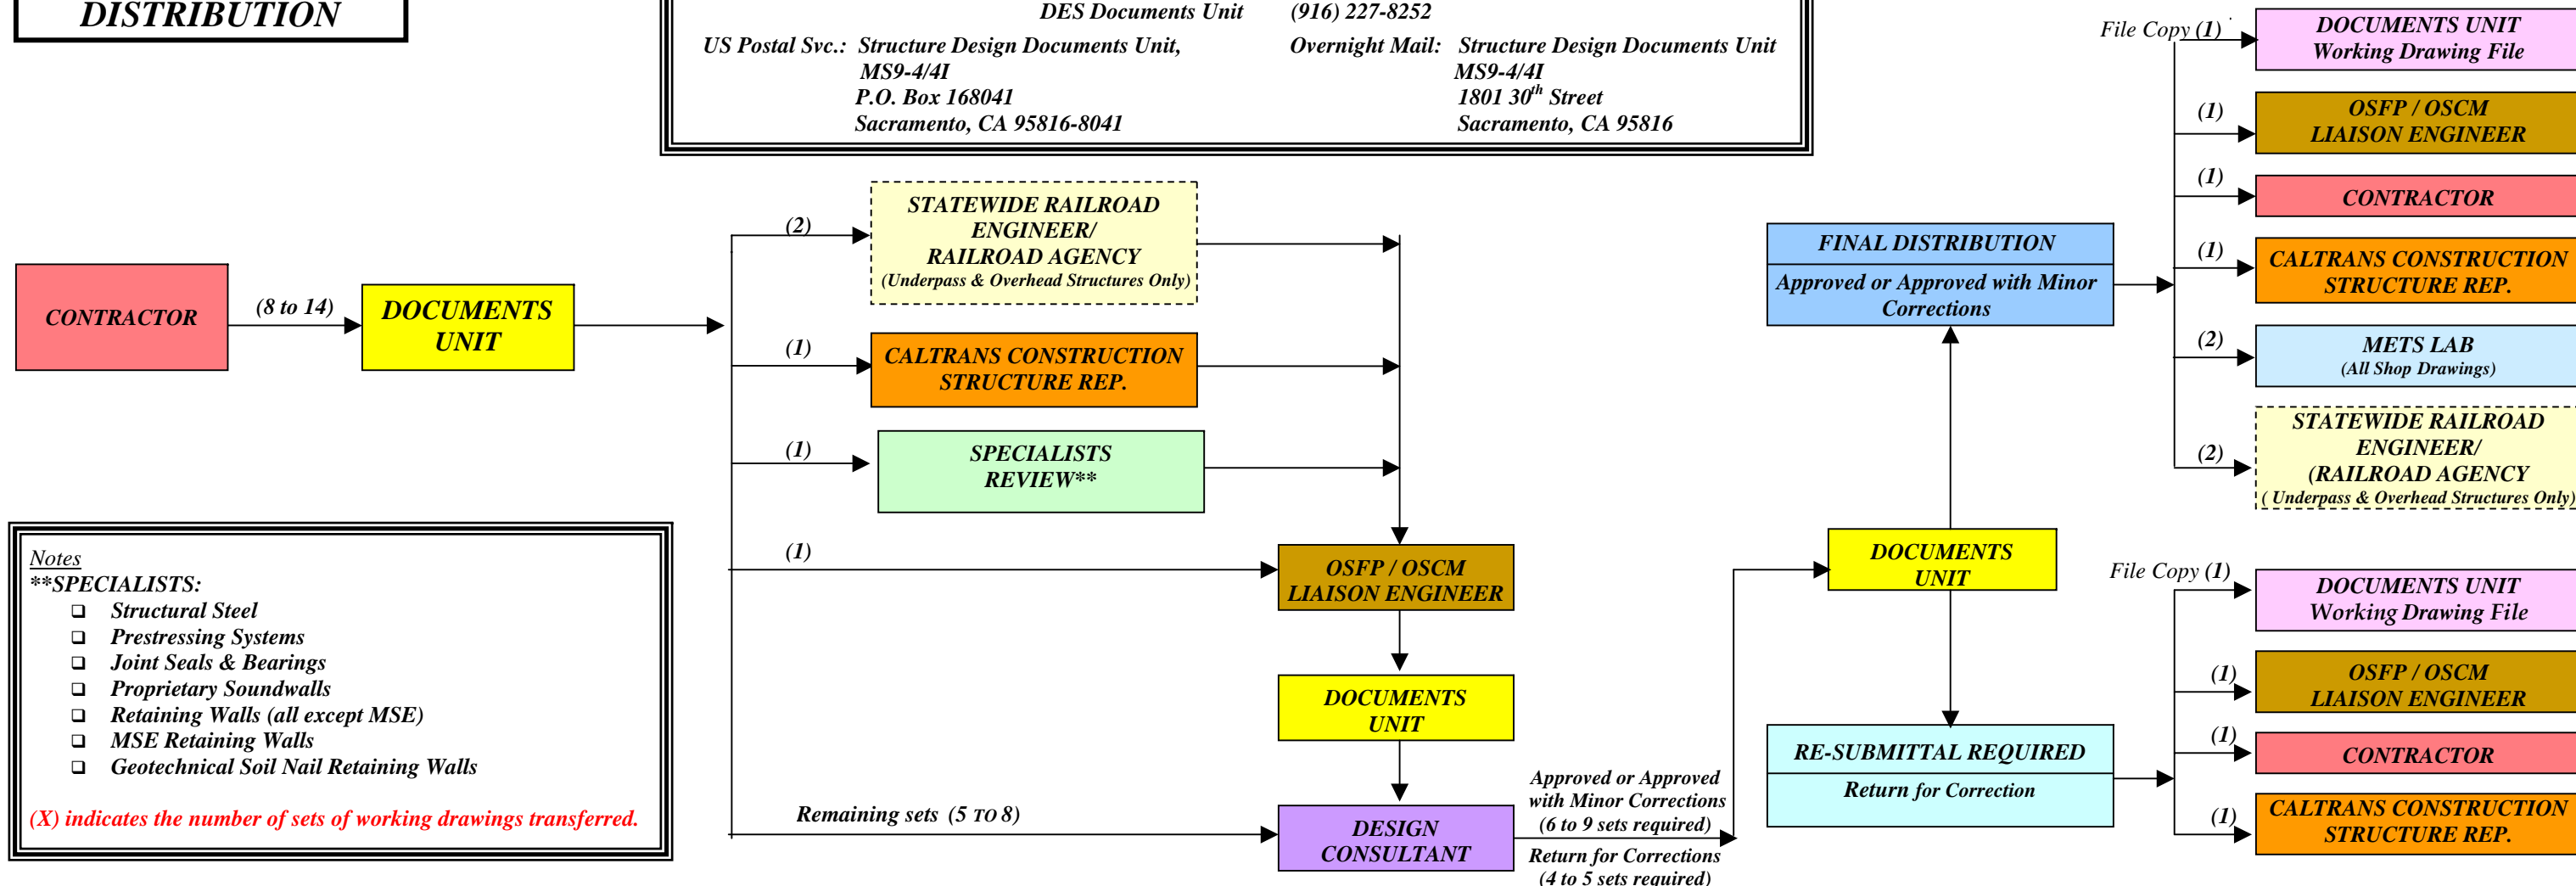 DISTRIBUTION
DES Documents Unit (916) 227-8252
US Postal Svc.: Structure Design Documents Unit,
MS9-4/4I
P.O. Box 168041
Sacramento, CA 95816-8041
Overnight Mail: Structure Design Documents Unit
MS9-4/4I
1801 30th Street
Sacramento, CA 95816
CONTRACTOR
(8 to 14)
DOCUMENTS
UNIT
(2)
STATEWIDE RAILROAD
ENGINEER/
RAILROAD AGENCY
(Underpass & Overhead Structures Only)
(1)
CALTRANS CONSTRUCTION
STRUCTURE REP.
(1)
SPECIALISTS
REVIEW**
(1)
OSFP / OSCM
LIAISON ENGINEER
DOCUMENTS
UNIT
Remaining sets (5 TO 8)
DESIGN
CONSULTANT
Approved or Approved
with Minor Corrections
(6 to 9 sets required)
Return for Corrections
(4 to 5 sets required)
Notes
**SPECIALISTS:
❑ Structural Steel
❑ Prestressing Systems
❑ Joint Seals & Bearings
❑ Proprietary Soundwalls
❑ Retaining Walls (all except MSE)
❑ MSE Retaining Walls
❑ Geotechnical Soil Nail Retaining Walls
(X) indicates the number of sets of working drawings transferred.
FINAL DISTRIBUTION
Approved or Approved with Minor
Corrections
DOCUMENTS
UNIT
RE-SUBMITTAL REQUIRED
Return for Correction
File Copy (1)
DOCUMENTS UNIT
Working Drawing File
(1)
OSFP / OSCM
LIAISON ENGINEER
(1)
CONTRACTOR
(1)
CALTRANS CONSTRUCTION
STRUCTURE REP.
(2)
METS LAB
(All Shop Drawings)
(2)
STATEWIDE RAILROAD
ENGINEER/
(RAILROAD AGENCY
( Underpass & Overhead Structures Only)
File Copy (1)
DOCUMENTS UNIT
Working Drawing File
(1)
OSFP / OSCM
LIAISON ENGINEER
(1)
CONTRACTOR
(1)
CALTRANS CONSTRUCTION
STRUCTURE REP.